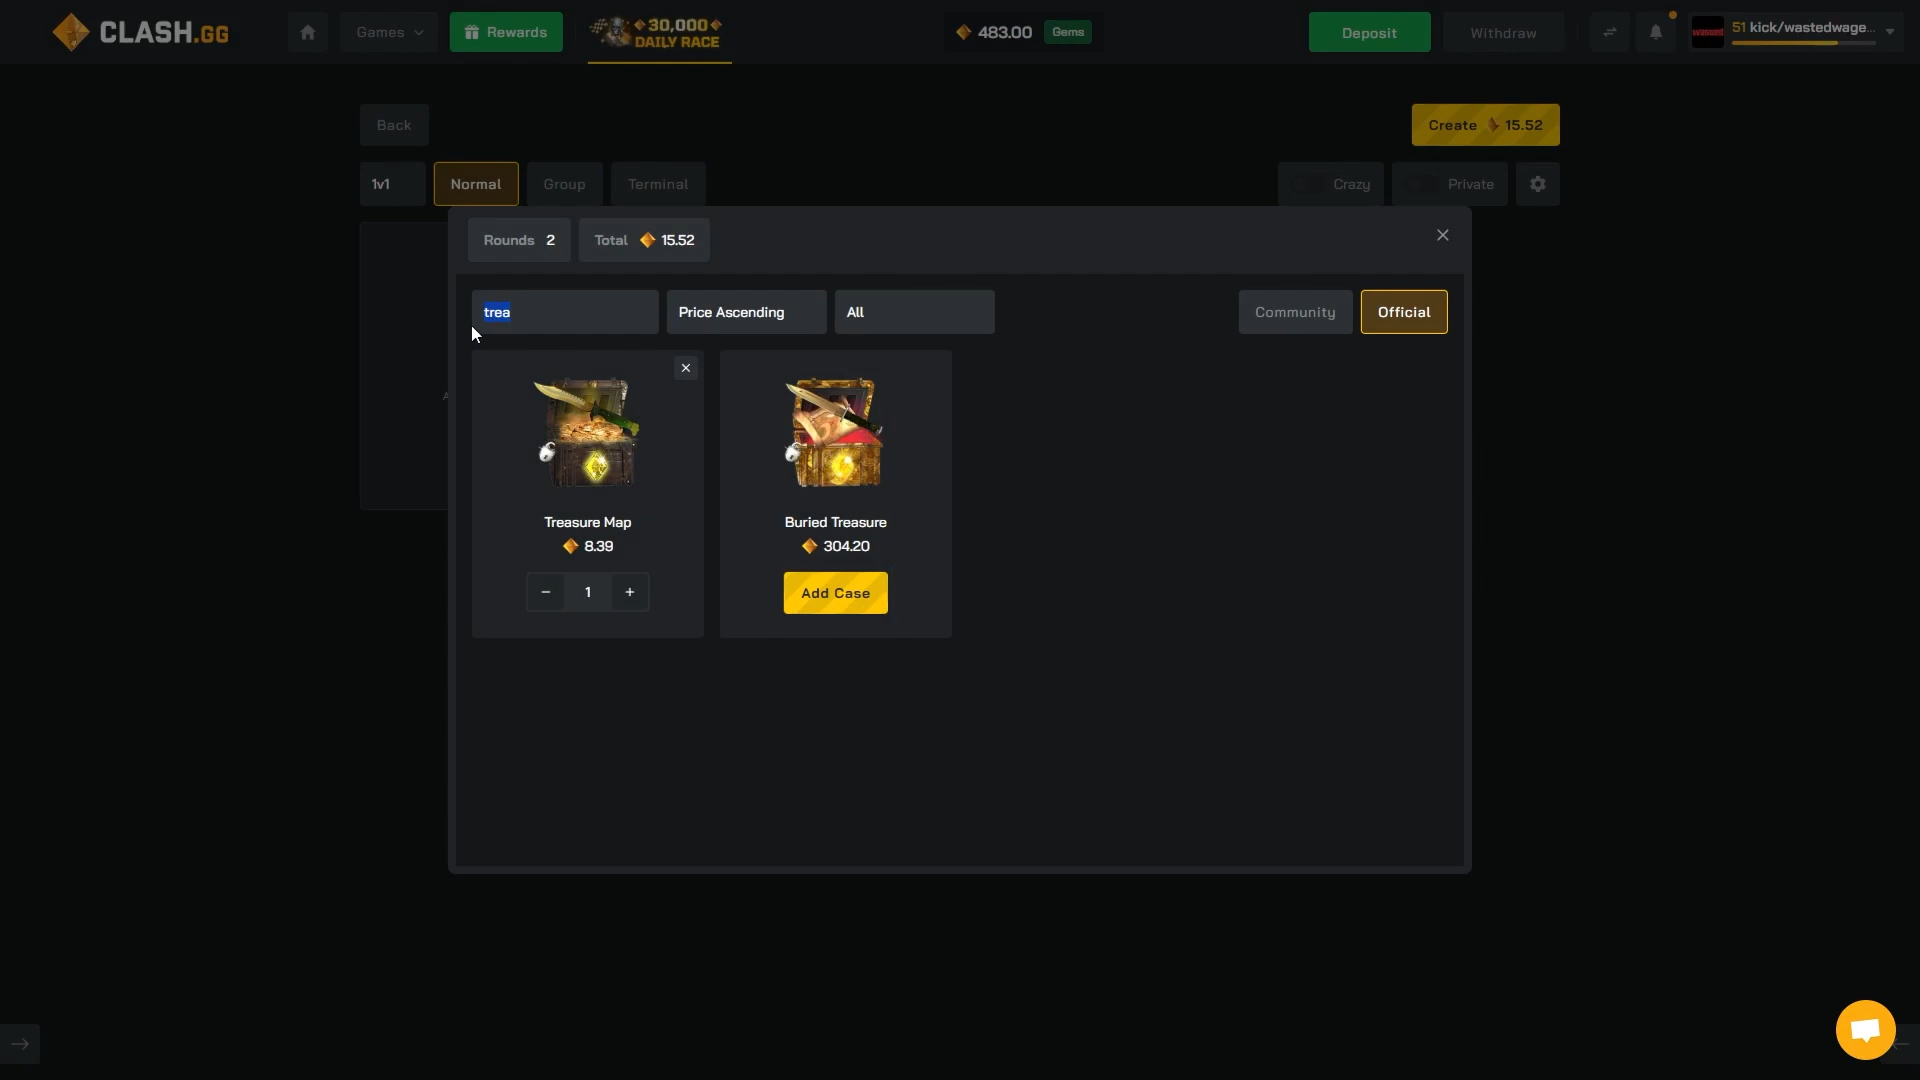 CLASH.GG
Games
Rewards
30,000
DAILY RACE
483.00
Gems
Deposit
Withdraw
wasted
51 kick/wastedwage...
Back
Create 15.52
1v1
Normal
Group
Terminal
Crazy
Private
Rounds 2
Total 15.52
trea
Price Ascending
All
Community
Official
Treasure Map
8.39
1
Buried Treasure
304.20
Add Case